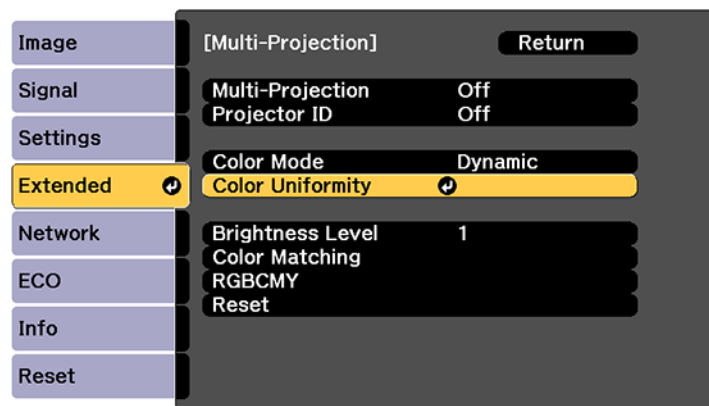 Image
Signal
Settings
Extended
Network
ECO
Info
Reset
[Multi-Projection] Return
Multi-Projection Off
Projector ID Off
Color Mode Dynamic
Color Uniformity
Brightness Level 1
Color Matching
RGBCMY
Reset